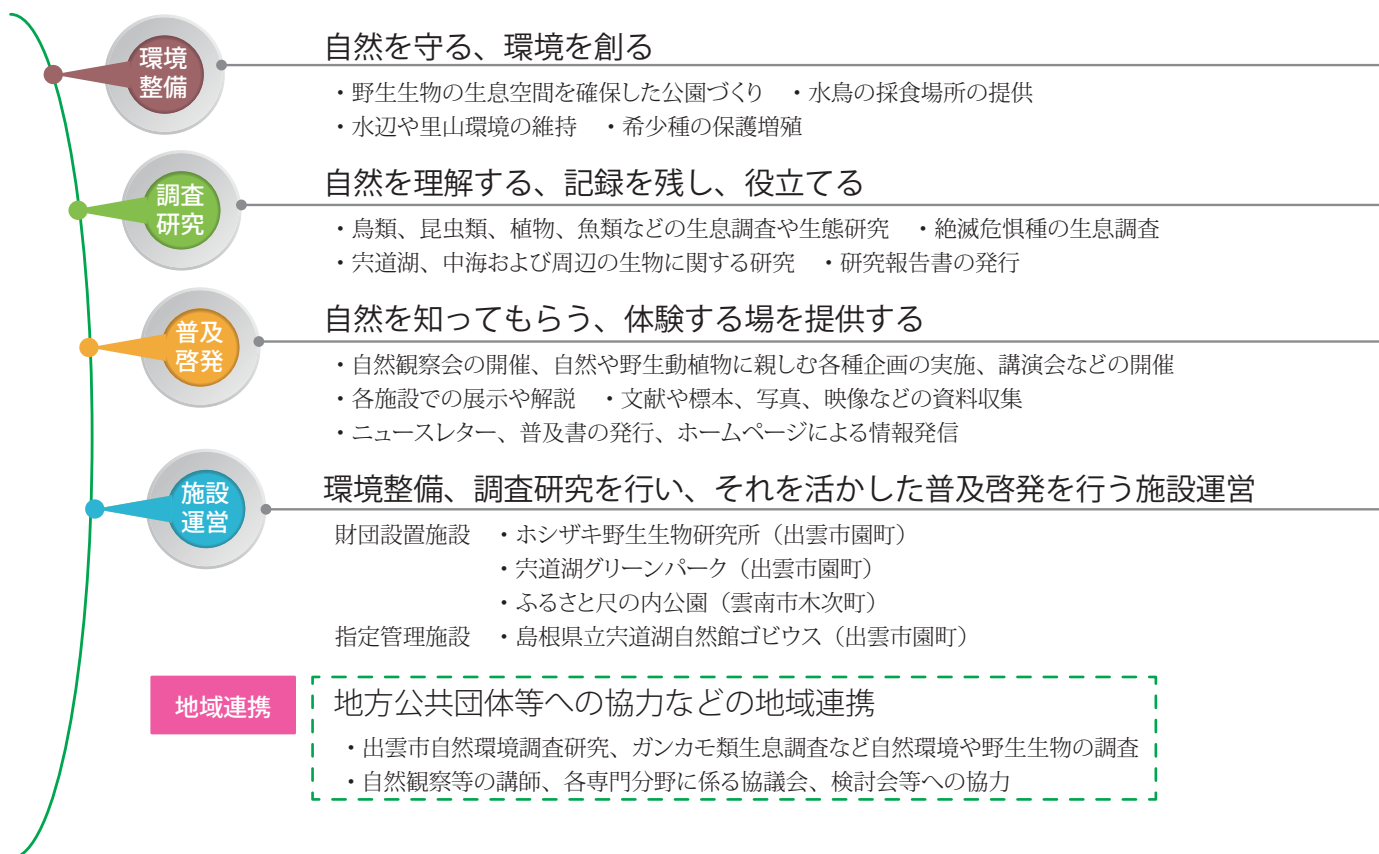 環境
整備
自然を守る、環境を創る
・野生生物の生息空間を確保した公園づくり ・水鳥の採食場所の提供
・水辺や里山環境の維持 ・希少種の保護増殖
調査
研究
自然を理解する、記録を残し、役立てる
・鳥類、昆虫類、植物、魚類などの生息調査や生態研究 ・絶滅危惧種の生息調査
・宍道湖、中海および周辺の生物に関する研究 ・研究報告書の発行
普及
啓発
自然を知ってもらう、体験する場を提供する
・自然観察会の開催、自然や野生動植物に親しむ各種企画の実施、講演会などの開催
・各施設での展示や解説 ・文献や標本、写真、映像などの資料収集
・ニュースレター、普及書の発行、ホームページによる情報発信
施設
運営
環境整備、調査研究を行い、それを活かした普及啓発を行う施設運営
財団設置施設 ・ホシザキ野生生物研究所（出雲市園町）
・宍道湖グリーンパーク（出雲市園町）
・ふるさと尺の内公園（雲南市木次町）
指定管理施設 ・島根県立宍道湖自然館ゴビウス（出雲市園町）
地域連携
地方公共団体等への協力などの地域連携
・出雲市自然環境調査研究、ガンカモ類生息調査など自然環境や野生生物の調査
・自然観察等の講師、各専門分野に係る協議会、検討会等への協力